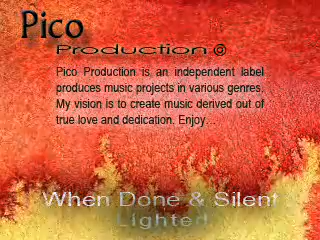 Pico
Production @
Pico Production is an independent label
produces music projects in various genres.
My vision is to create music derived out of
true love and dedication. Enjoy...
When Done & Silent
Lighted